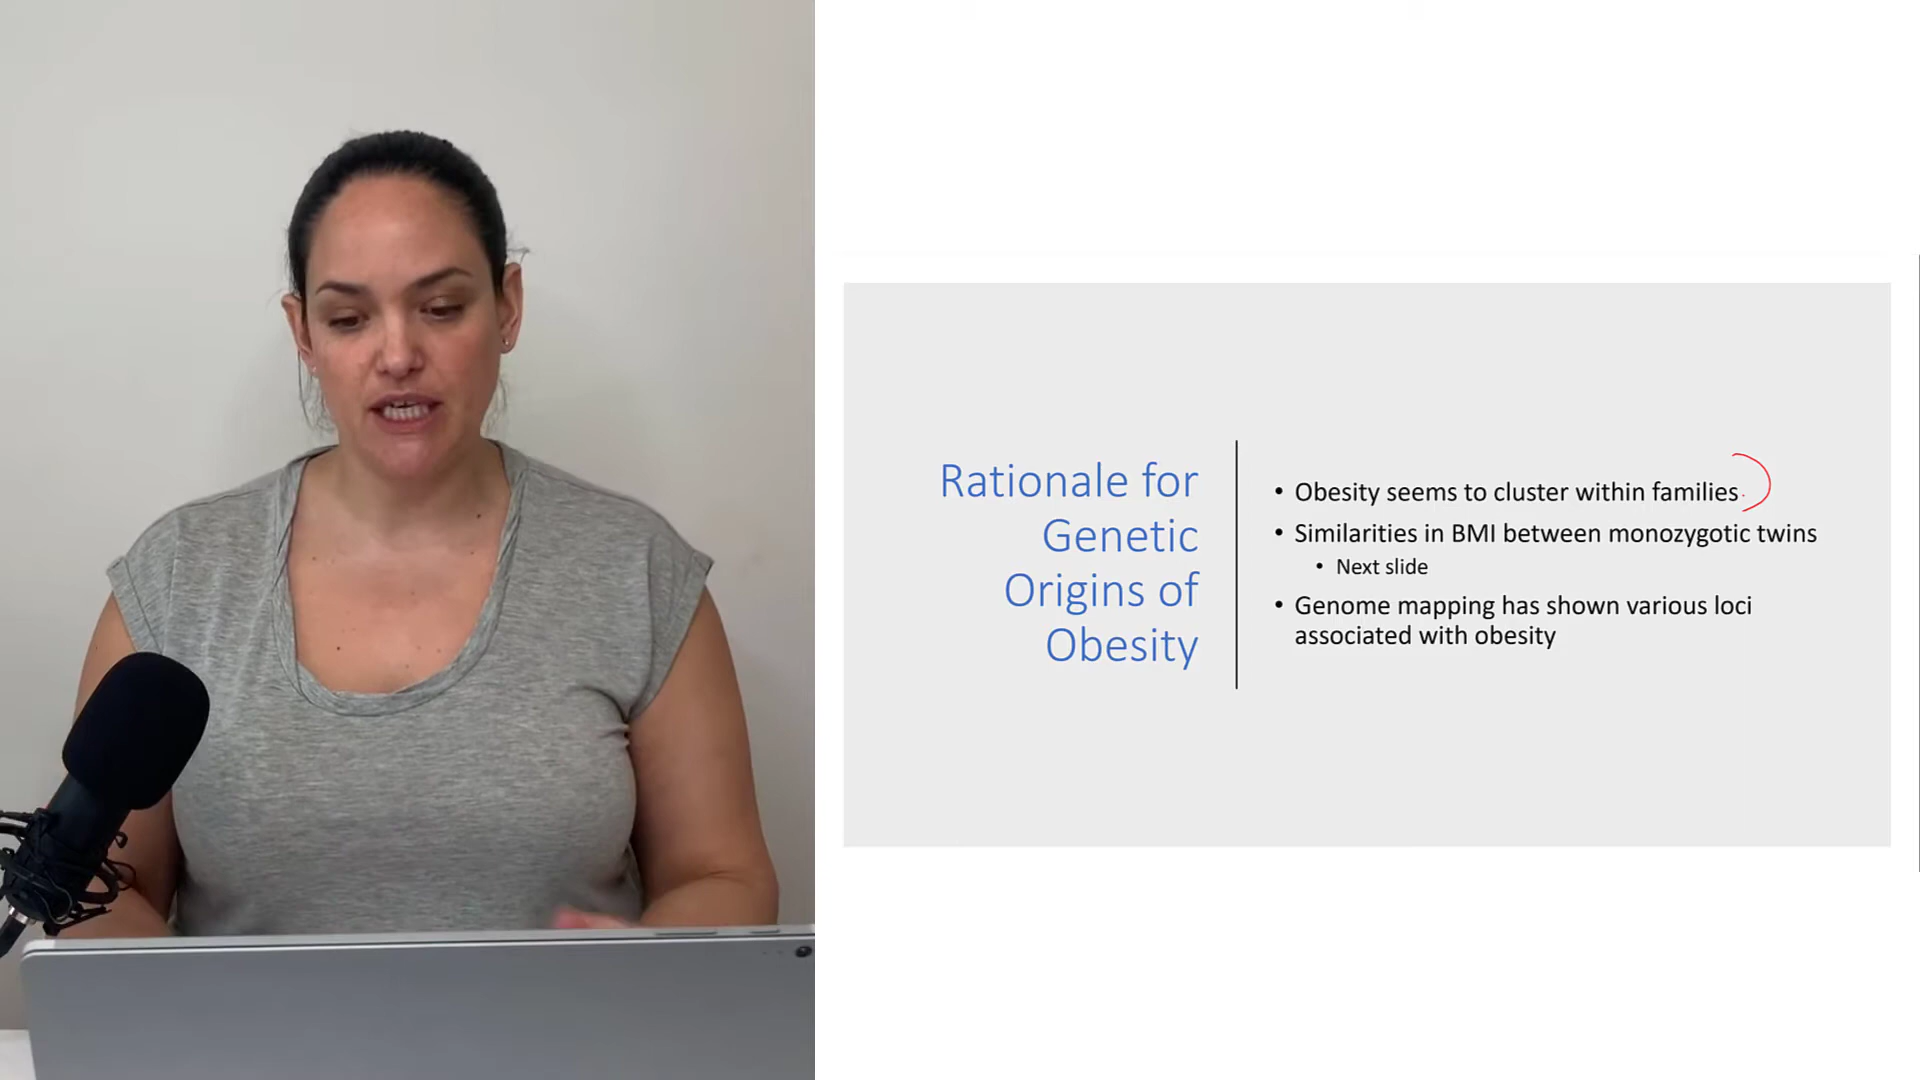 Rationale for
Genetic
Origins of
Obesity
• Obesity seems to cluster within families
• Similarities in BMI between monozygotic twins
• Next slide
• Genome mapping has shown various loci
associated with obesity